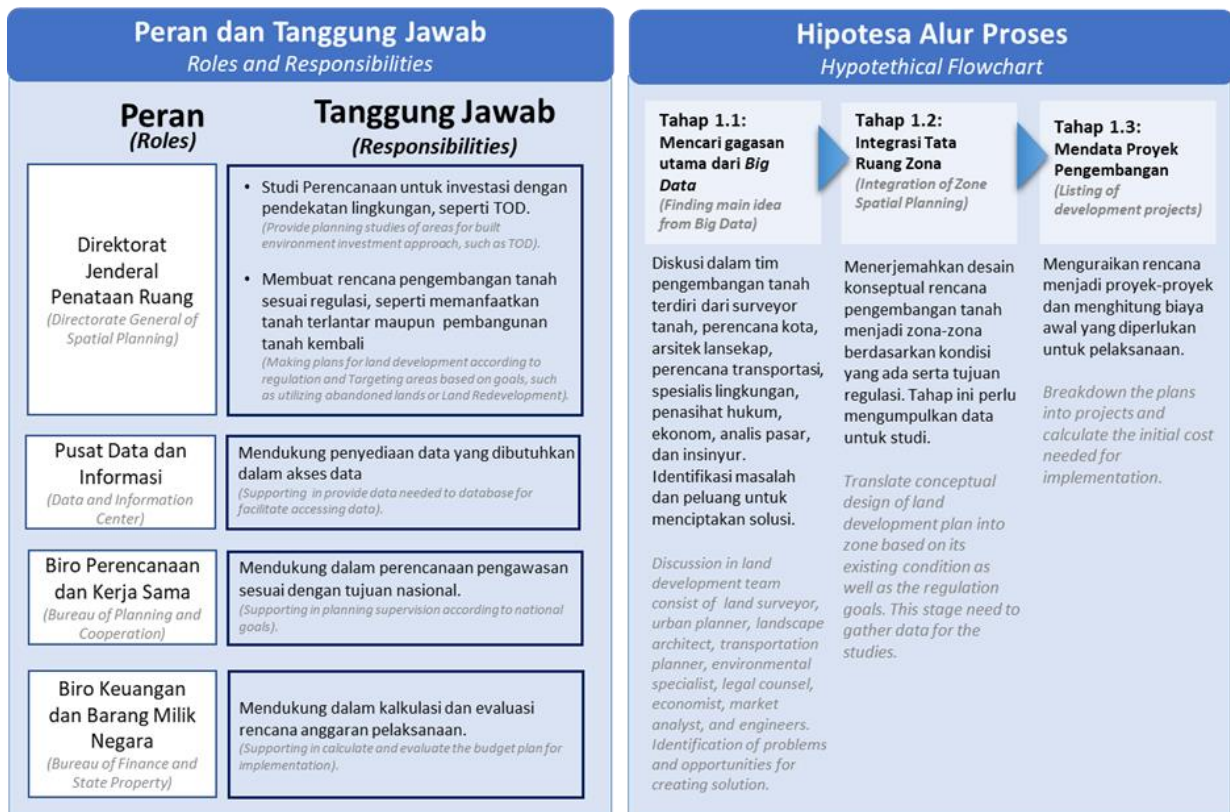 Peran dan Tanggung Jawab
Roles and Responsibilities
Peran
(Roles)
Tanggung Jawab
(Responsibilities)
Direktorat
Jenderal
Penataan Ruang
(Directorate General of
Spatial Planning)
• Studi Perencanaan untuk investasi dengan
pendekatan lingkungan, seperti TOD.
(Provide planning studies of areas for built
environment investment approach, such as TOD).
• Membuat rencana pengembangan tanah
sesuai regulasi, seperti memanfaatkan
tanah terlantar maupun pembangunan
tanah kembali
(Making plans for land development according to
regulation and Targeting areas based on goals, such
as utilizing abandoned lands or Land Redevelopment).
Pusat Data dan
Informasi
(Data and Information
Center)
Mendukung penyediaan data yang dibutuhkan
dalam akses data
(Supporting in provide data needed to database for
facilitate accessing data).
Biro Perencanaan
dan Kerja Sama
(Bureau of Planning and
Cooperation)
Mendukung dalam perencanaan pengawasan
sesuai dengan tujuan nasional.
(Supporting in planning supervision according to national
goals).
Biro Keuangan
dan Barang Milik
Negara
(Bureau of Finance and
State Property)
Mendukung dalam kalkulasi dan evaluasi
rencana anggaran pelaksanaan.
(Supporting in calculate and evaluate the budget plan for
implementation).
Hipotesa Alur Proses
Hypotethical Flowchart
Tahap 1.1:
Mencari gagasan
utama dari Big
Data
(Finding main idea
from Big Data)
Diskusi dalam tim
pengembangan tanah
terdiri dari surveyor
tanah, perencana kota,
arsitek lansekap,
perencana transportasi,
spesialis lingkungan,
penasihat hukum,
ekonom, analis pasar,
dan insinyur.
Identifikasi masalah
dan peluang untuk
menciptakan solusi.
Discussion in land
development team
consist of land surveyor,
urban planner, landscape
architect, transportation
planner, environmental
specialist, legal counsel,
economist, market
analyst, and engineers.
Identification of problems
and opportunities for
creating solution.
Tahap 1.2:
Integrasi Tata
Ruang Zona
(Integration of Zone
Spatial Planning)
Menerjemahkan desain
konseptual rencana
pengembangan tanah
menjadi zona-zona
berdasarkan kondisi
yang ada serta tujuan
regulasi. Tahap ini perlu
mengumpulkan data
untuk studi.
Translate conceptual
design of land
development plan into
zone based on its
existing condition as
well as the regulation
goals. This stage need to
gather data for the
studies.
Tahap 1.3:
Mendata Proyek
Pengembangan
(Listing of
development projects)
Menguraikan rencana
menjadi proyek-proyek
dan menghitung biaya
awal yang diperlukan
untuk pelaksanaan.
Breakdown the plans
into projects and
calculate the initial cost
needed for
implementation.